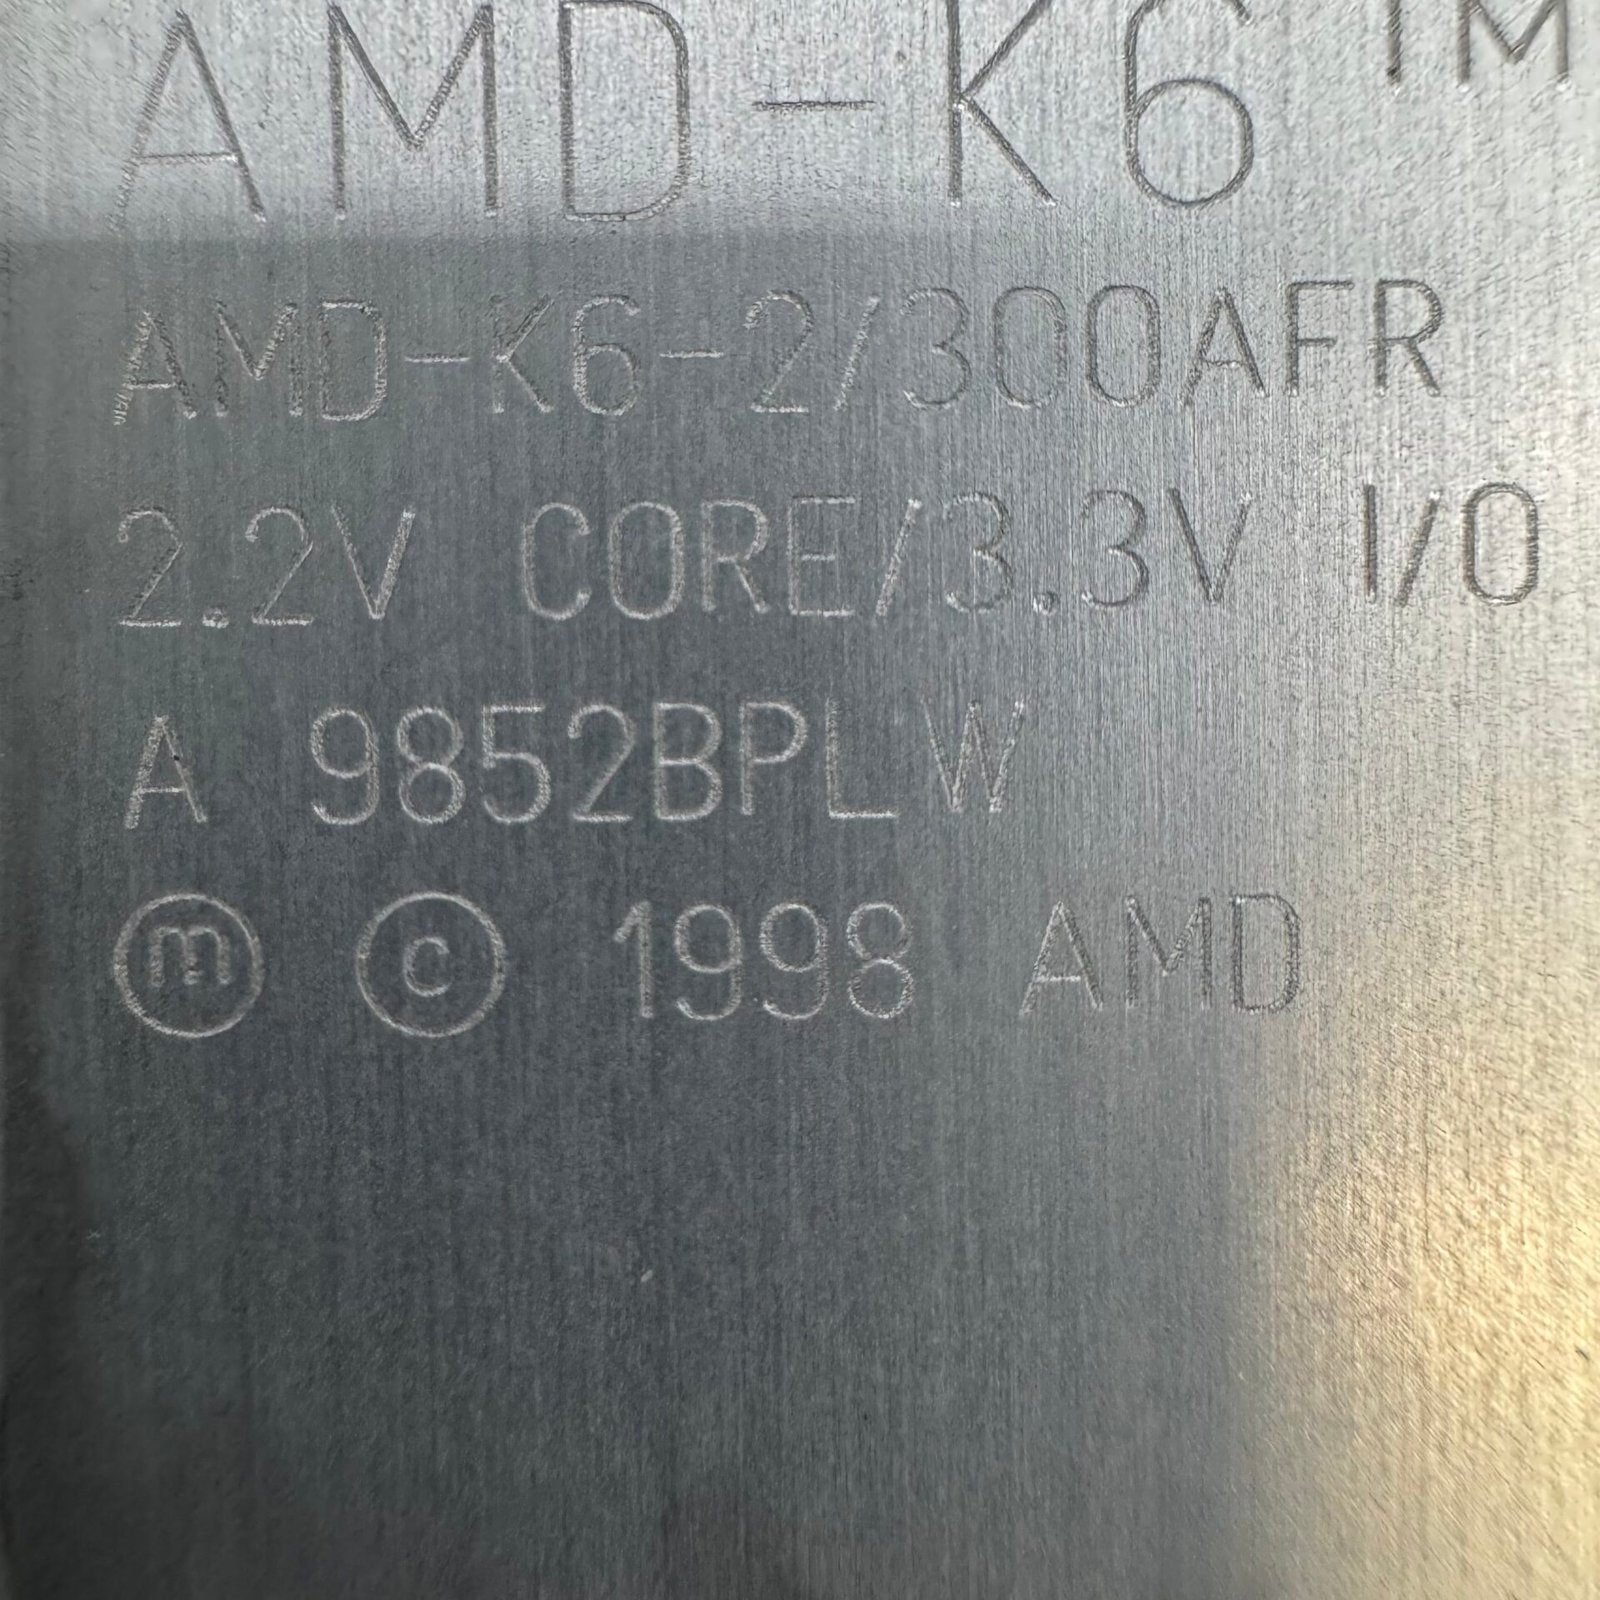 AMD-K6™
AMD-K6-2/300AFR
2.2V CORE/3.3V I/O
A 9852BPLW
ⓜ © 1998 AMD